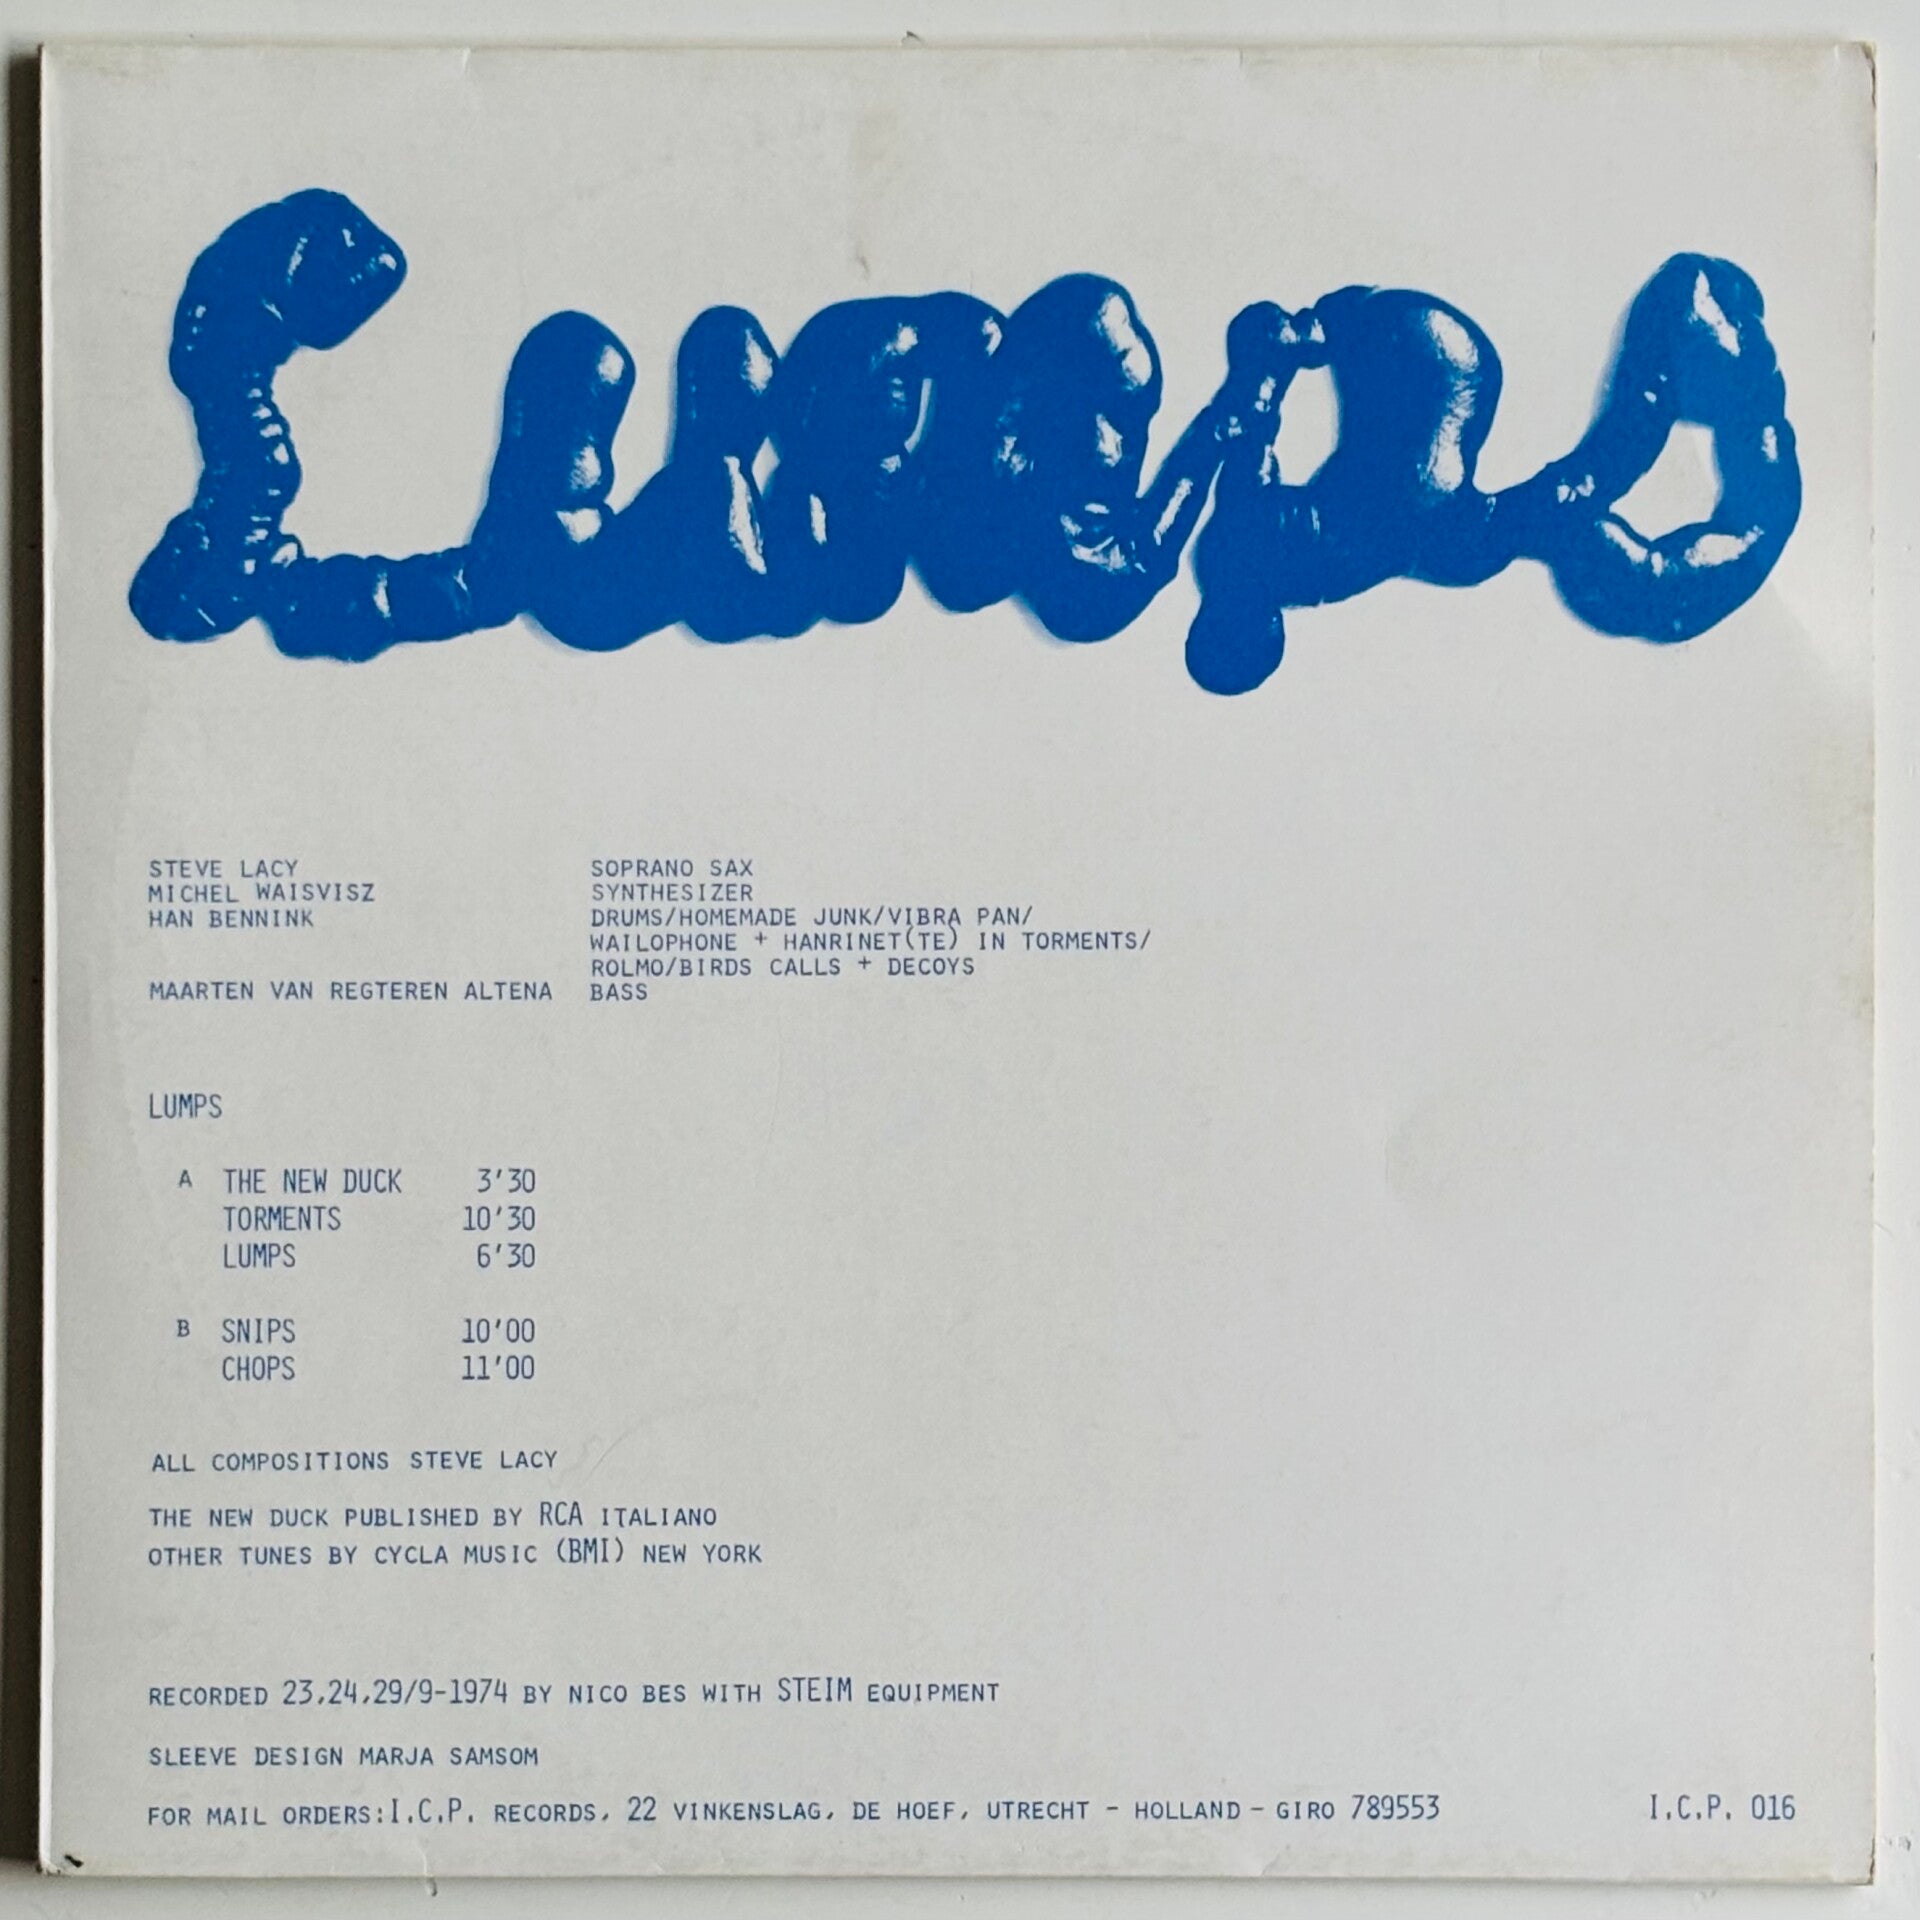 Lumps
STEVE LACY SOPRANO SAX
MICHEL WAISVISZ SYNTHESIZER
HAN BENNINK DRUMS/HOMEMADE JUNK/VIBRA PAN/
WAILOPHONE + HANRINET(TE) IN TORMENTS/
ROLMO/BIRDS CALLS + DECOYS
MAARTEN VAN REGTEREN ALTENA BASS
LUMPS
A THE NEW DUCK 3'30
TORMENTS 10'30
LUMPS 6'30
B SNIPS 10'00
CHOPS 11'00
ALL COMPOSITIONS STEVE LACY
THE NEW DUCK PUBLISHED BY RCA ITALIANO
OTHER TUNES BY CYCLA MUSIC (BMI) NEW YORK
RECORDED 23,24,29/9-1974 BY NICO BES WITH STEIM EQUIPMENT
SLEEVE DESIGN MARJA SAMSOM
FOR MAIL ORDERS:I.C.P. RECORDS, 22 VINKENSLAG, DE HOEF, UTRECHT - HOLLAND - GIRO 789553 I.C.P. 016